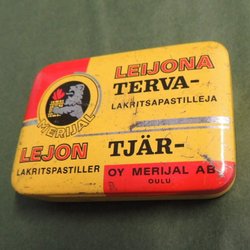 LEIJONA
TERVA-
LAKRITSAPASTILLEJA
MERIJAL
LEJON TJÄR-
LAKRITSPASTILLER OY MERIJAL AB
OULU